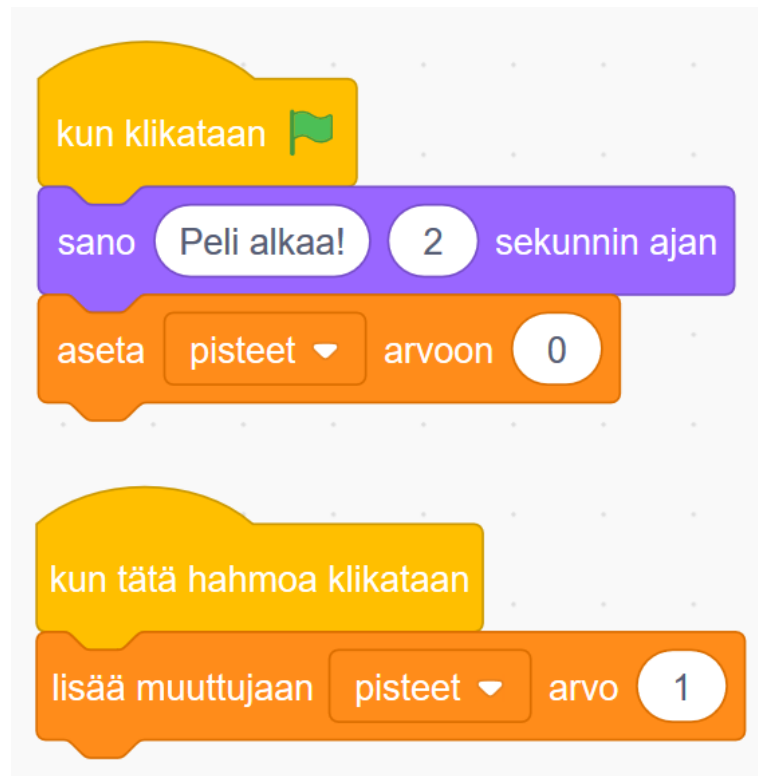 kun klikataan
sano Peli alkaa! 2 sekunnin ajan
aseta pisteet arvoon 0
kun tätä hahmoa klikataan
lisää muuttujaan pisteet arvo 1